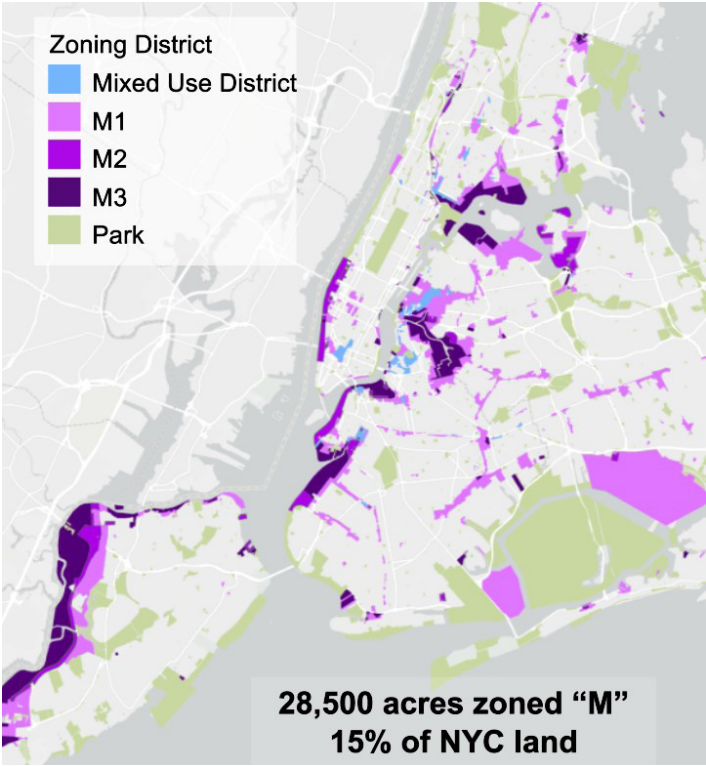 Zoning District
Mixed Use District
M1
M2
M3
Park
28,500 acres zoned “M”
15% of NYC land